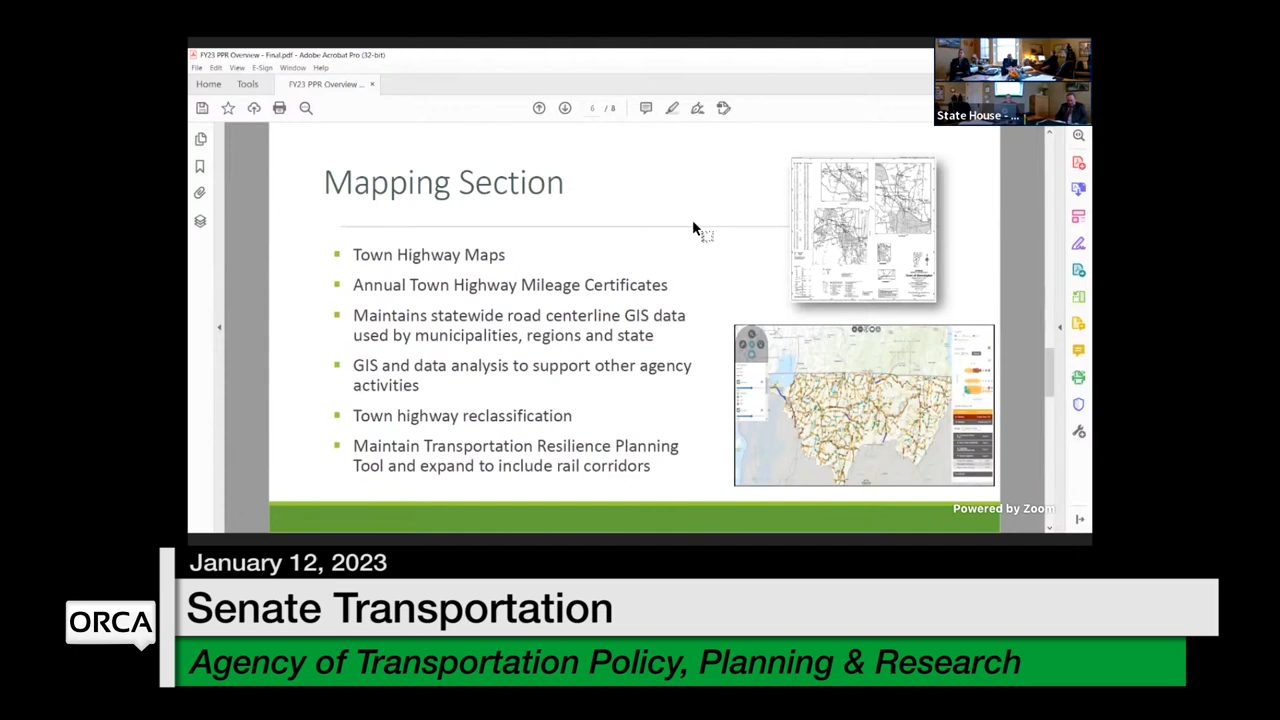 FY23 PPR Overview - Final.pdf - Adobe Acrobat Pro (32-bit)
File Edit View E-Sign Window Help
Home Tools FY23 PPR Overview ... ×
6 / 8
State House - ...
Mapping Section
Town Highway Maps
Annual Town Highway Mileage Certificates
Maintains statewide road centerline GIS data
used by municipalities, regions and state
GIS and data analysis to support other agency
activities
Town highway reclassification
Maintain Transportation Resilience Planning
Tool and expand to include rail corridors
Powered by Zoom
January 12, 2023
Senate Transportation
ORCA
Agency of Transportation Policy, Planning & Research